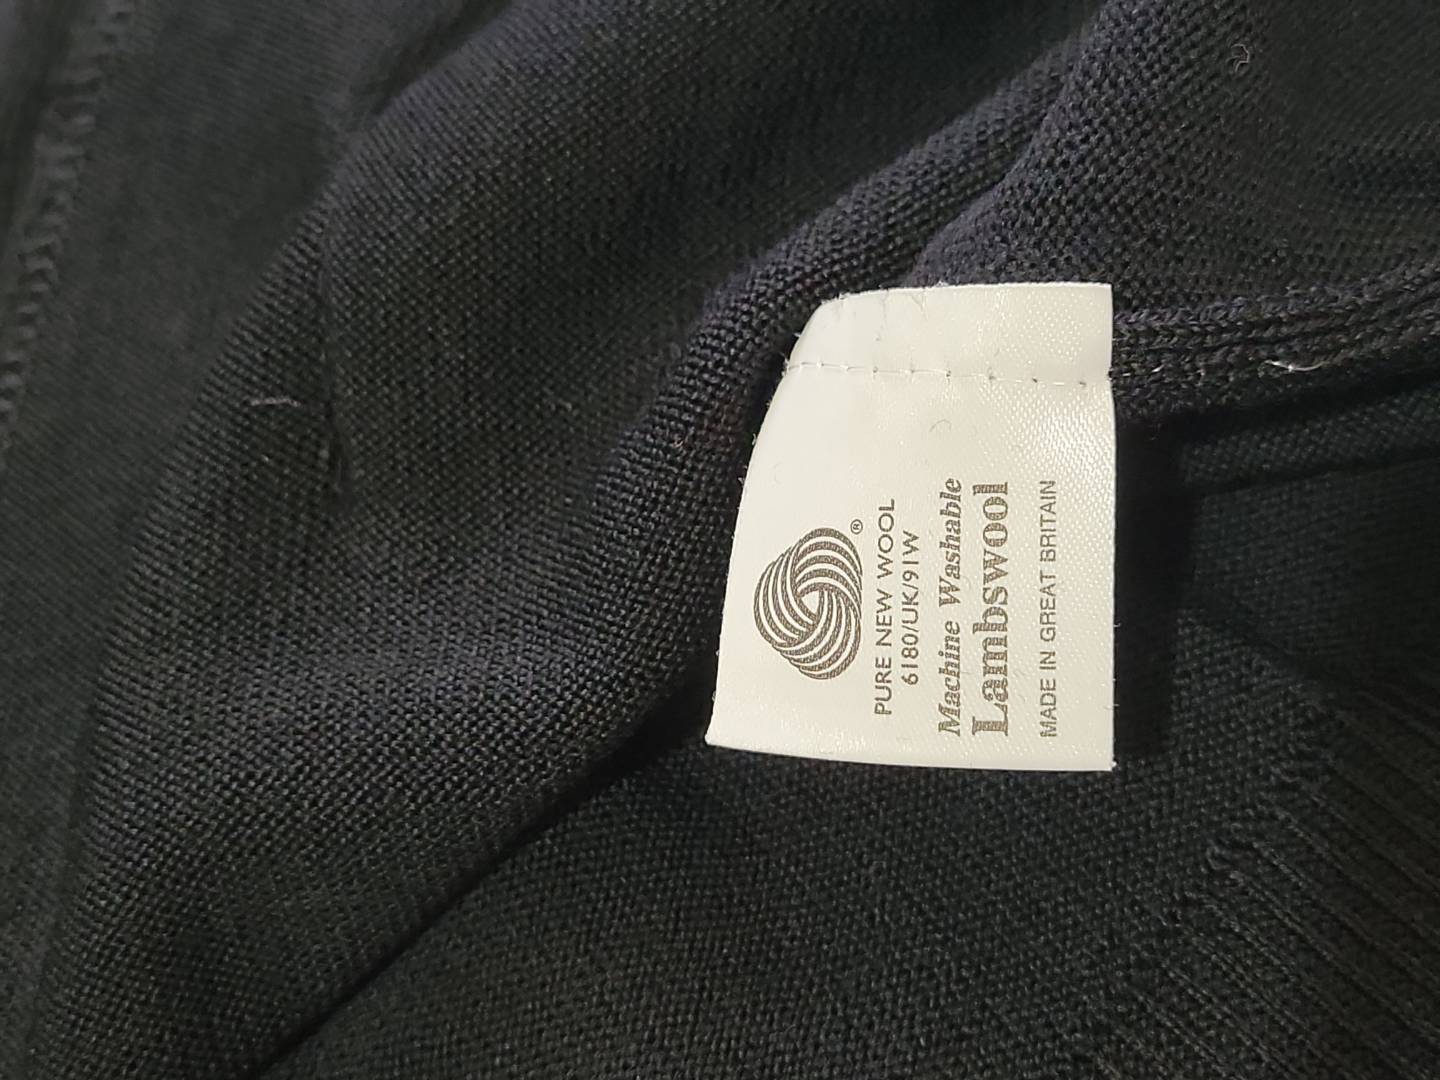 ®
PURE NEW WOOL
6180/UK/91W
Machine Washable
Lambswool
MADE IN GREAT BRITAIN